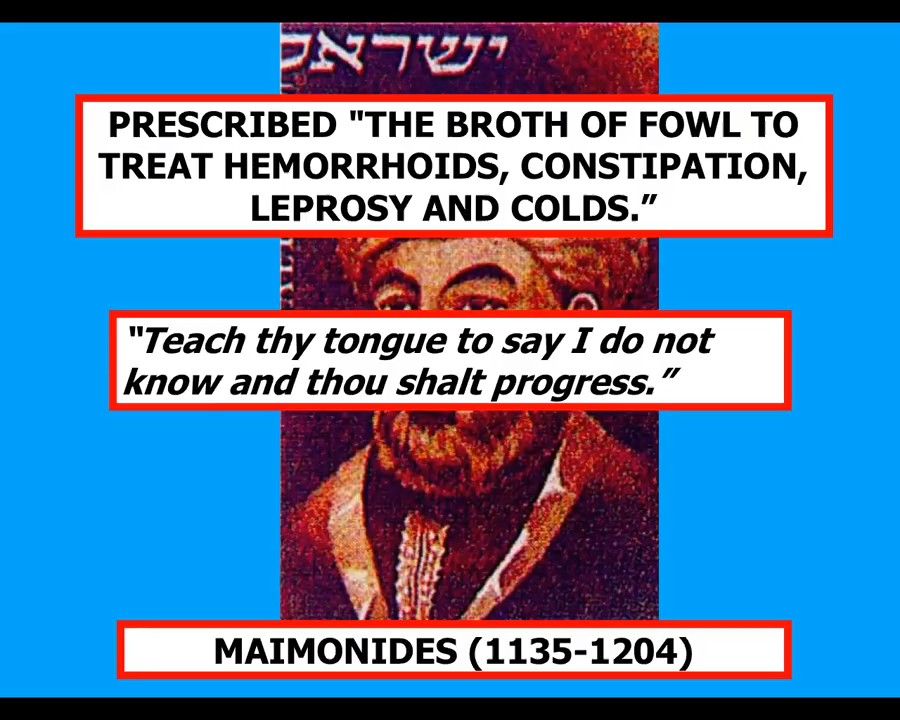 ישראל
PRESCRIBED "THE BROTH OF FOWL TO
TREAT HEMORRHOIDS, CONSTIPATION,
LEPROSY AND COLDS.”
“Teach thy tongue to say I do not
know and thou shalt progress.”
MAIMONIDES (1135-1204)